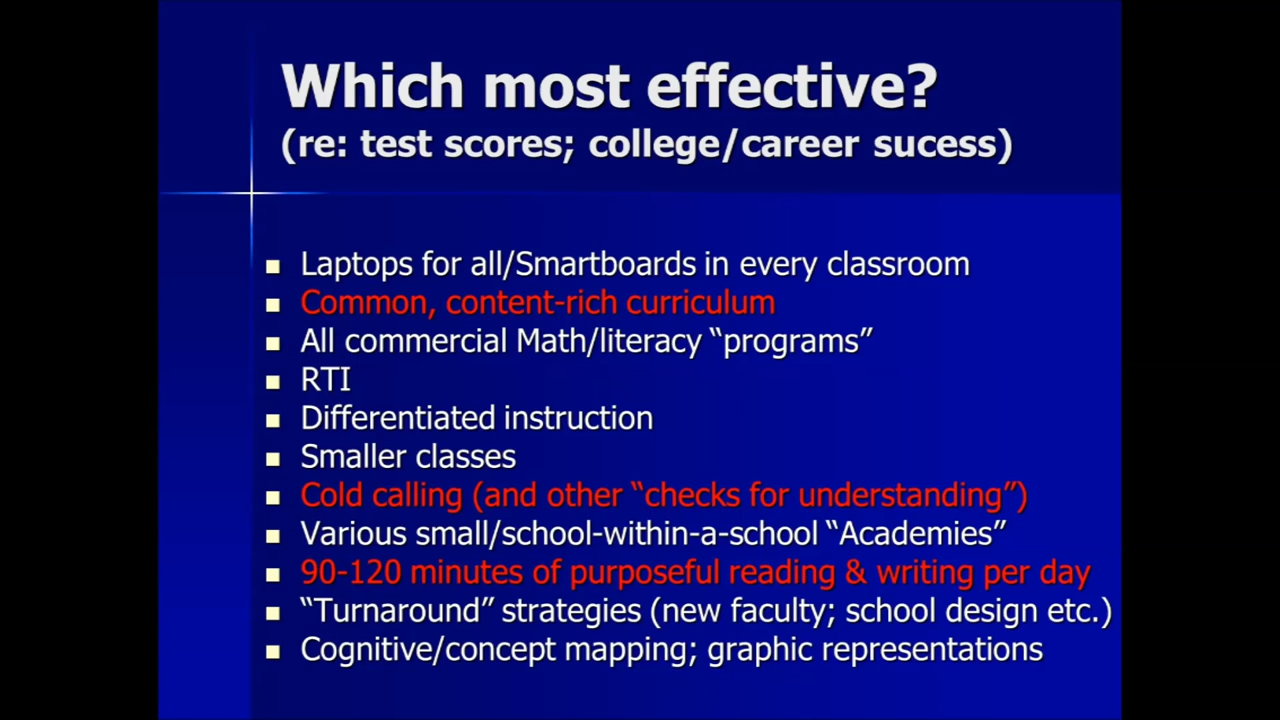 Which most effective?
(re: test scores; college/career sucess)
Laptops for all/Smartboards in every classroom
Common, content-rich curriculum
All commercial Math/literacy “programs”
RTI
Differentiated instruction
Smaller classes
Cold calling (and other “checks for understanding”)
Various small/school-within-a-school “Academies”
90-120 minutes of purposeful reading & writing per day
“Turnaround” strategies (new faculty; school design etc.)
Cognitive/concept mapping; graphic representations